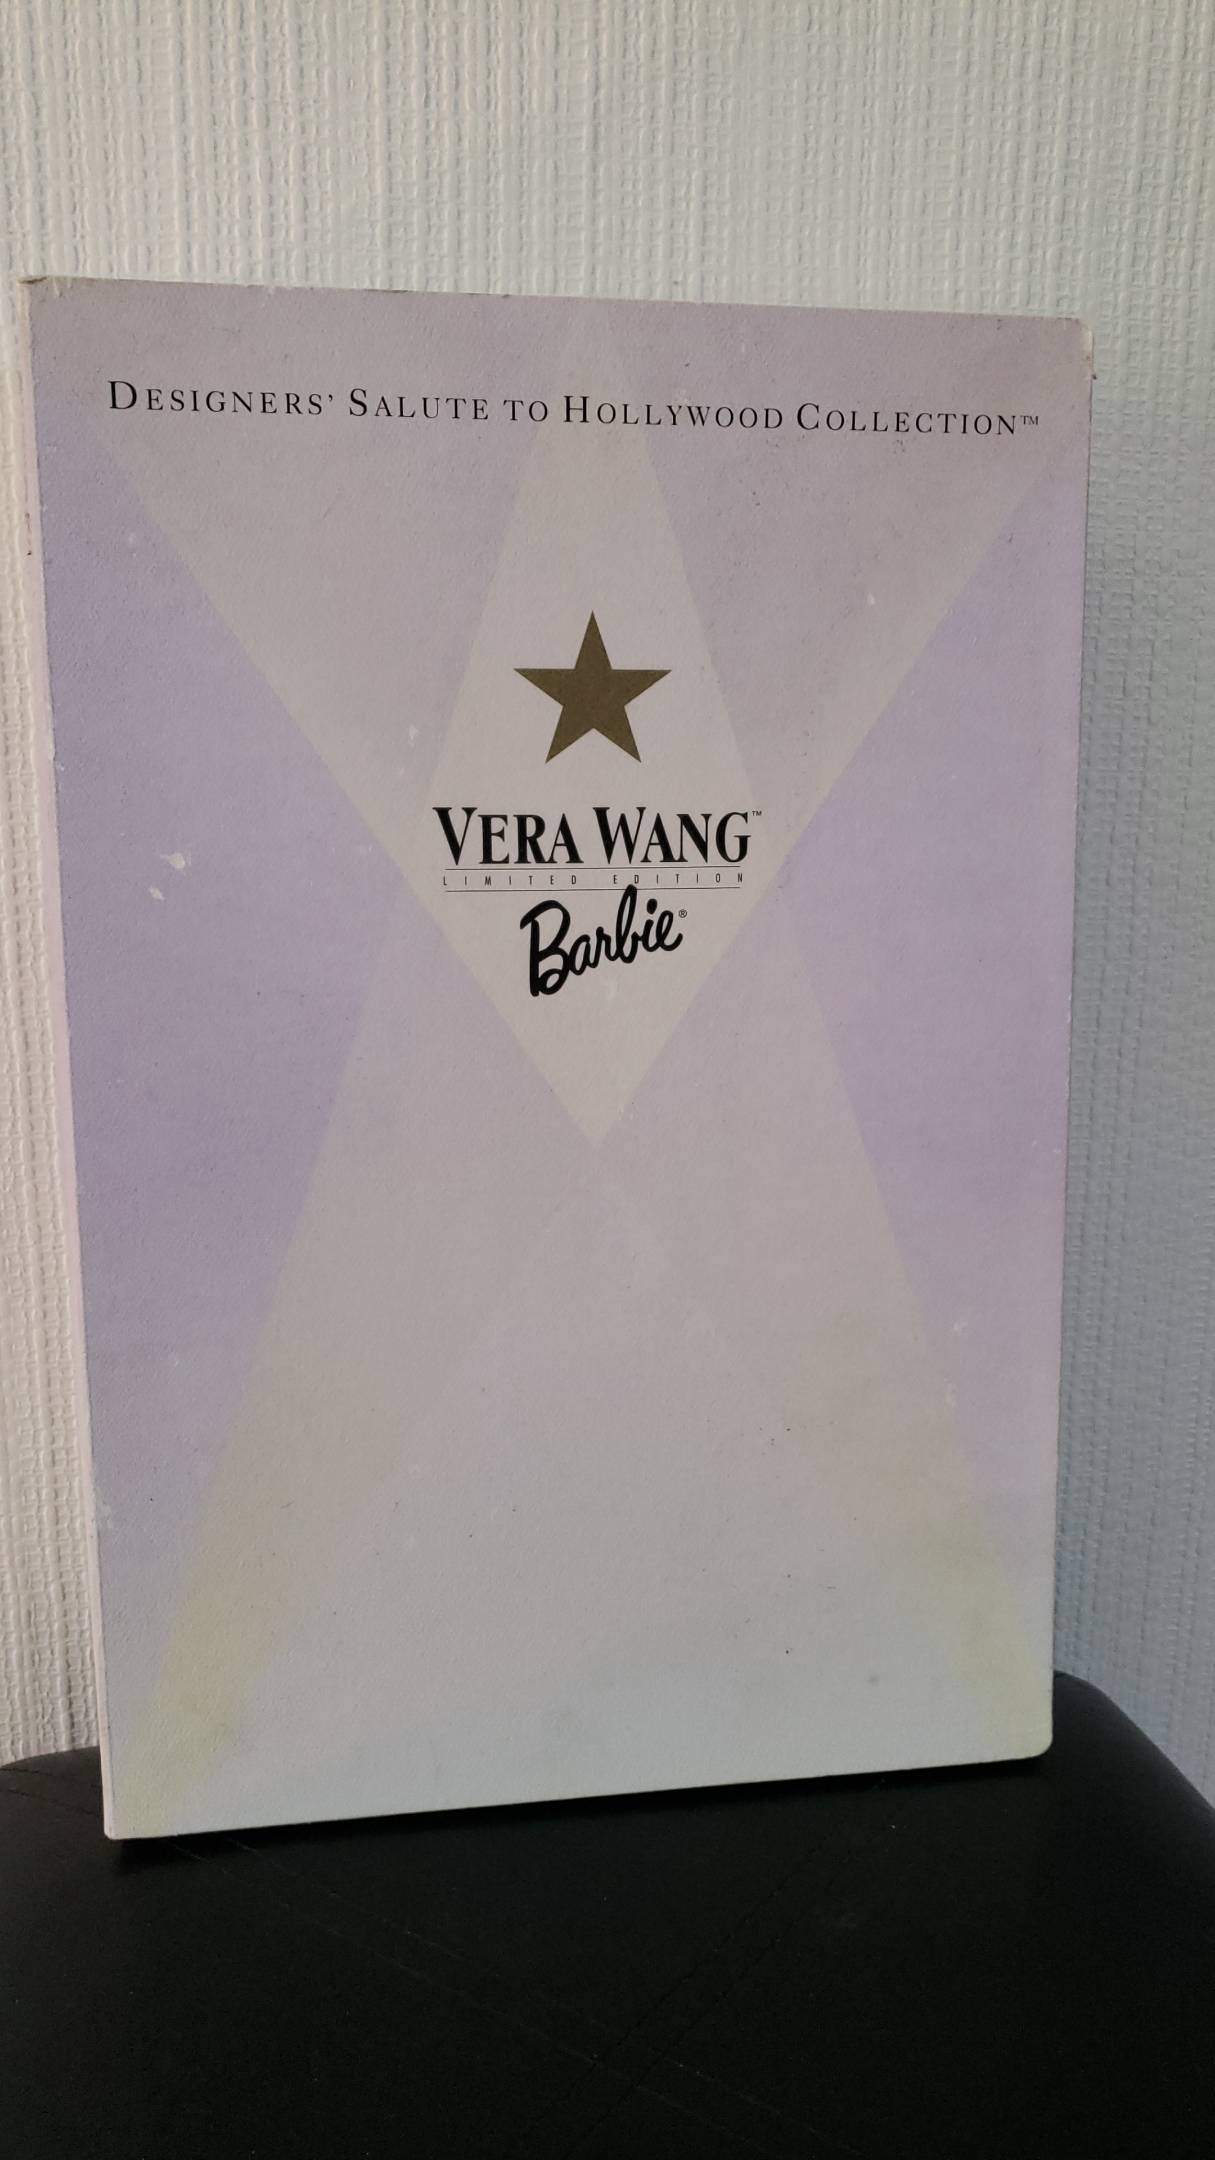 DESIGNERS' SALUTE TO HOLLYWOOD COLLECTION™
VERA WANG™
LIMITED EDITION
Barbie®